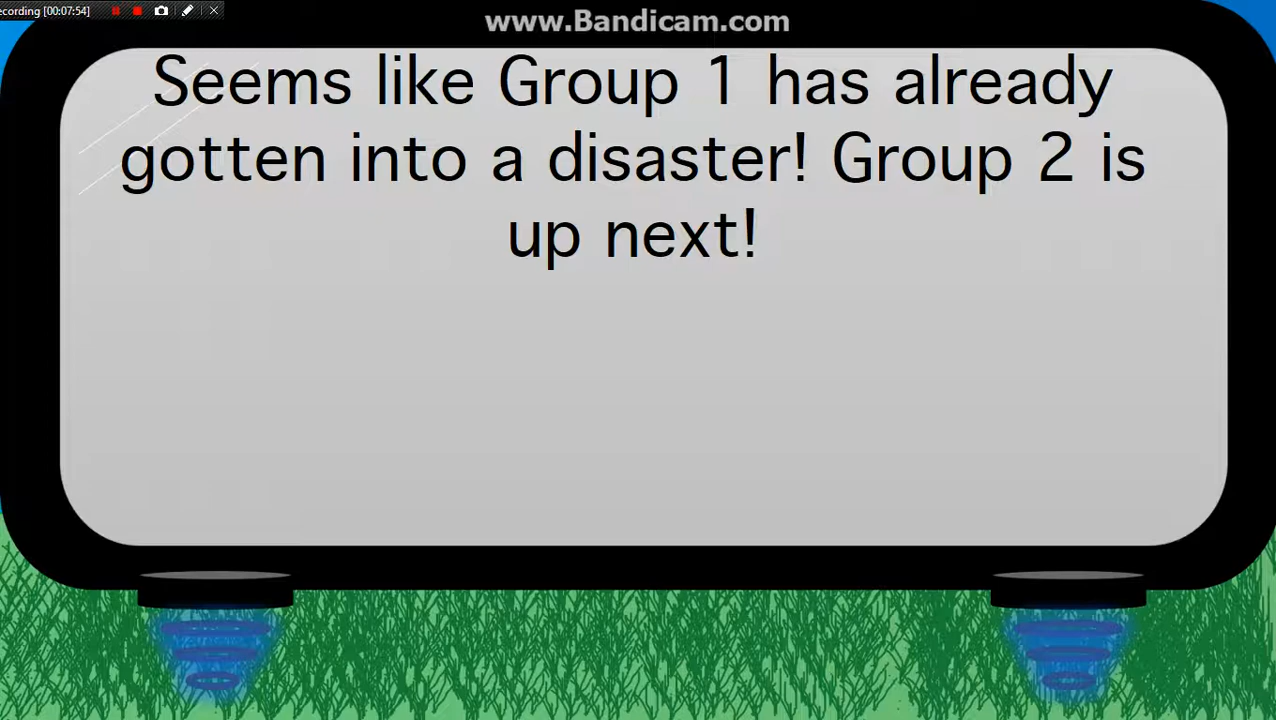 ecording [00:07:54]
www.Bandicam.com
Seems like Group 1 has already
gotten into a disaster! Group 2 is
up next!